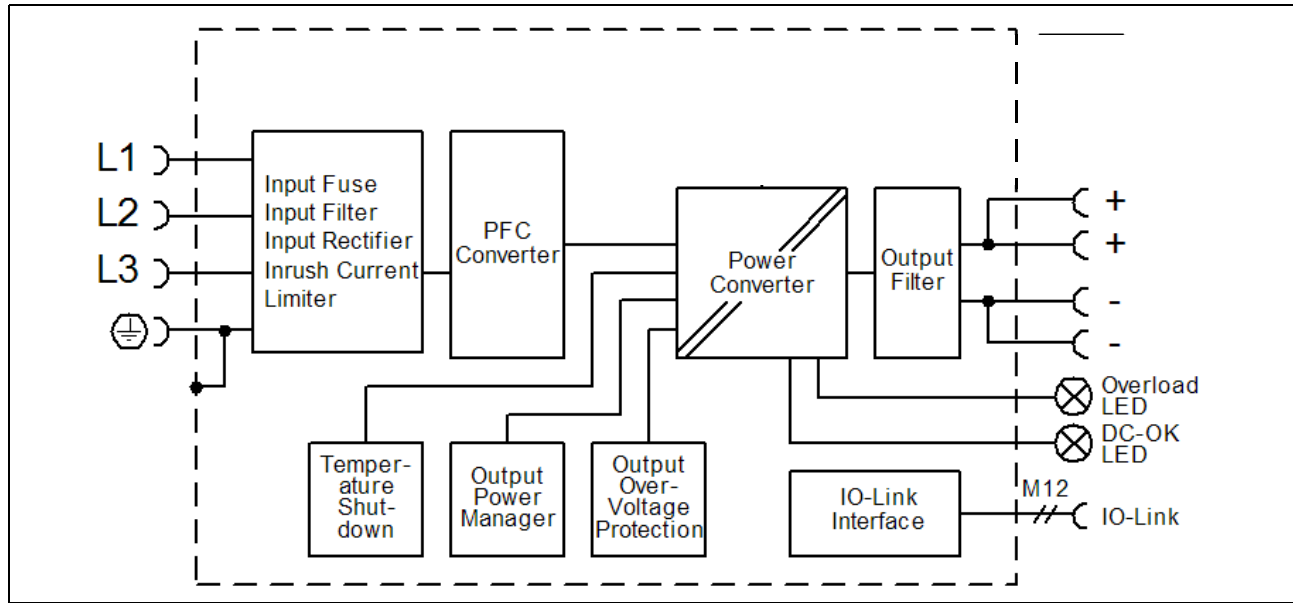 L1
L2
L3
Input Fuse
Input Filter
Input Rectifier
Inrush Current
Limiter
PFC
Converter
Power
Converter
Output
Filter
+
+
-
-
Overload
LED
DC-OK
LED
Temper-
ature
Shut-
down
Output
Power
Manager
Output
Over-
Voltage
Protection
IO-Link
Interface
M12
IO-Link